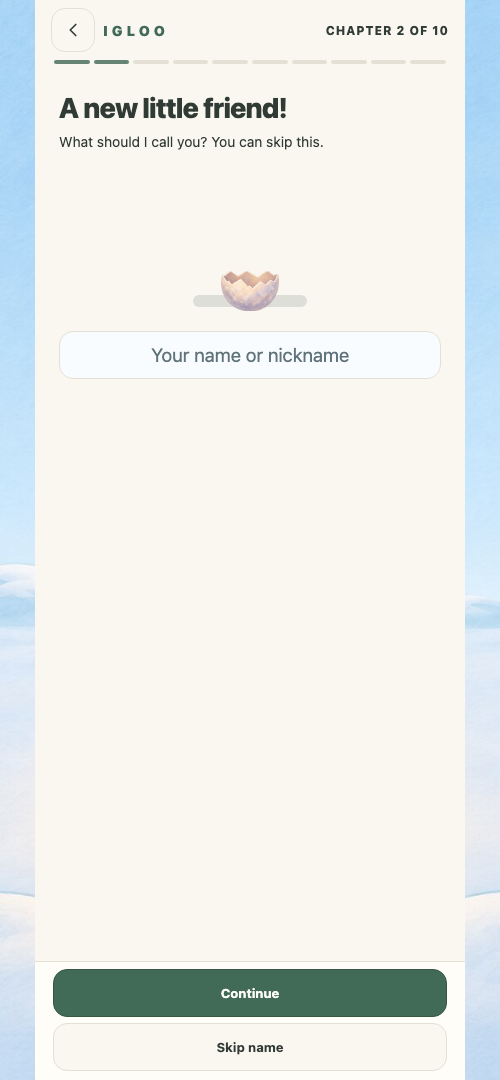 IGLOO
CHAPTER 2 OF 10
A new little friend!
What should I call you? You can skip this.
Your name or nickname
Continue
Skip name